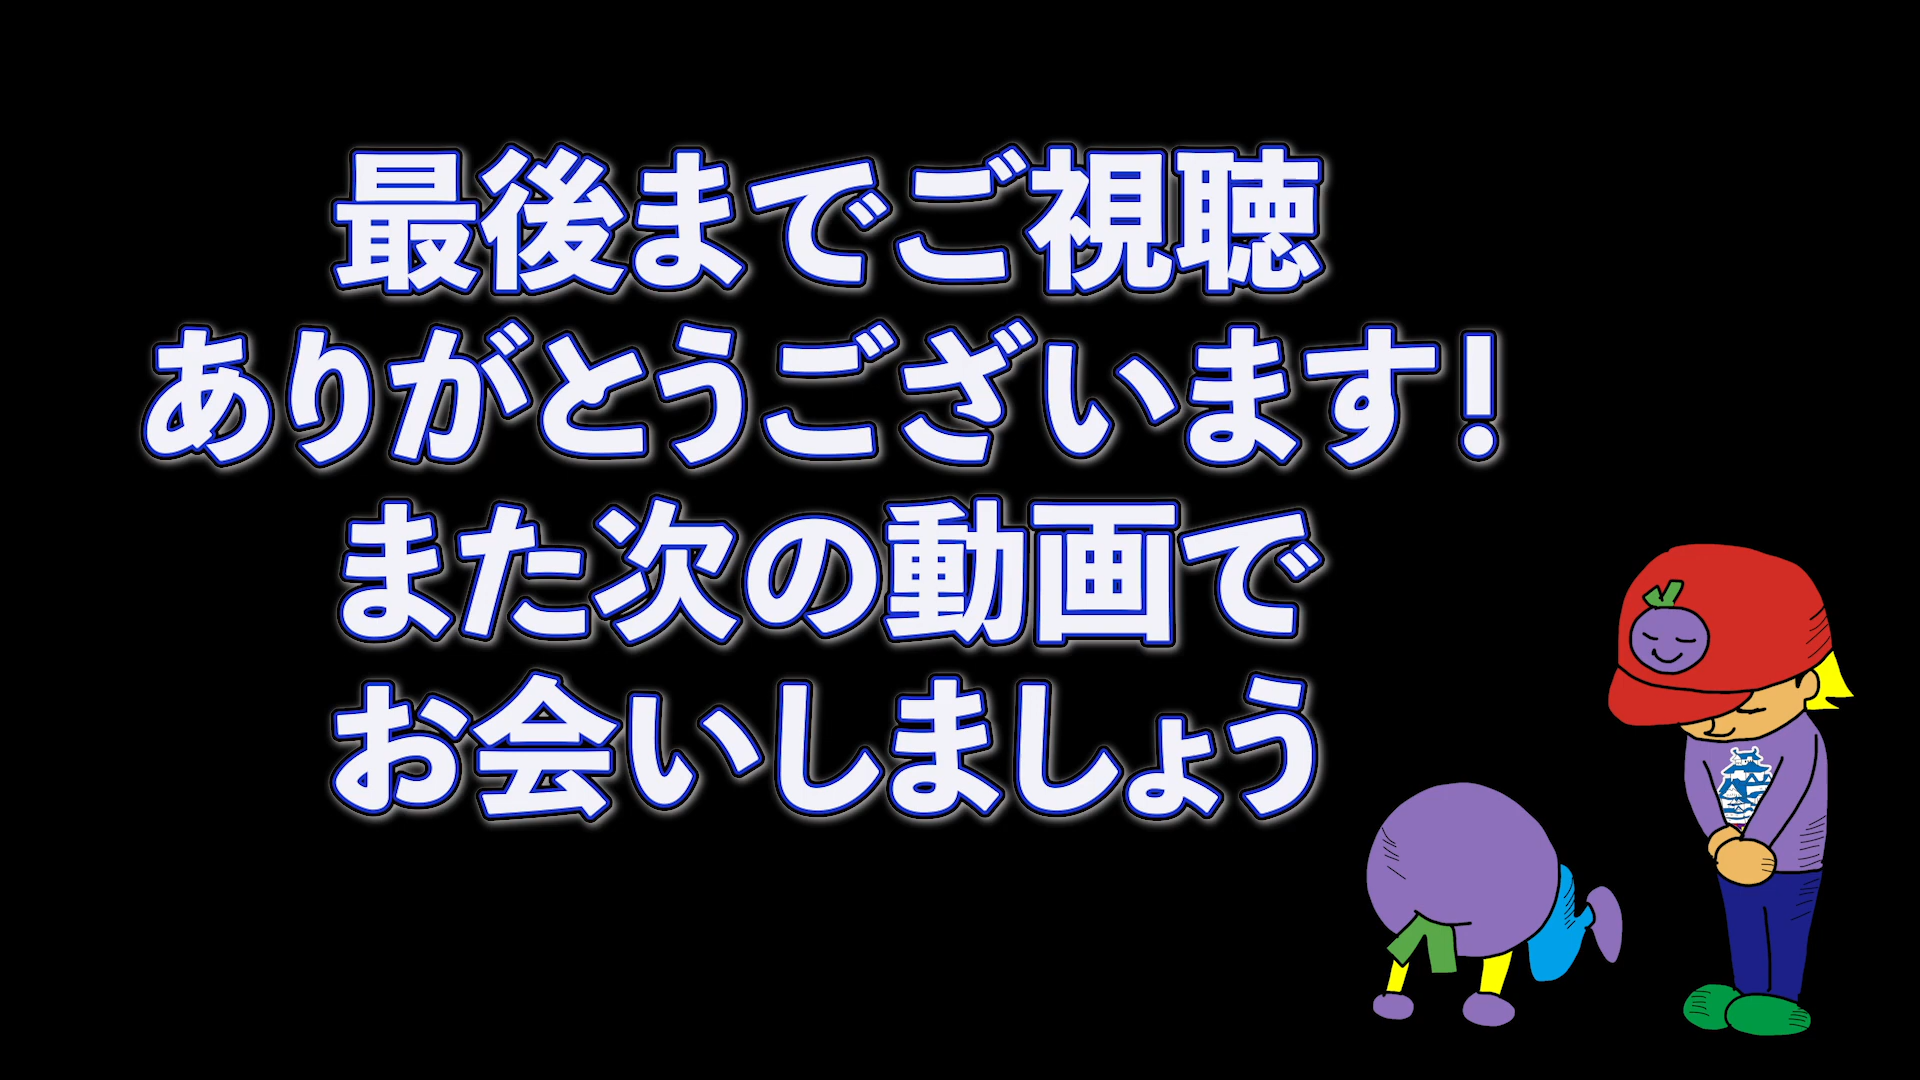 最後までご視聴
ありがとうございます!
また次の動画で
お会いしましょう